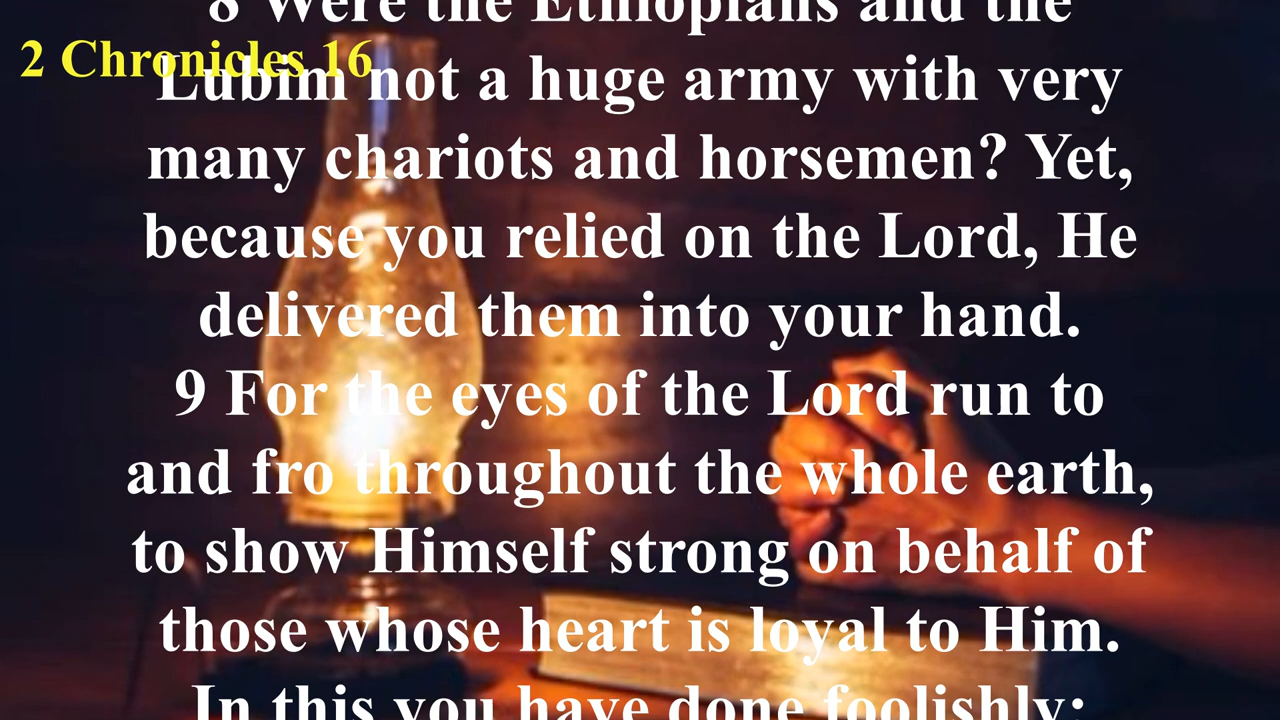 8 Were the Ethiopians and the
2 Chronicles 16
Lubim not a huge army with very
many chariots and horsemen? Yet,
because you relied on the Lord, He
delivered them into your hand.
9 For the eyes of the Lord run to
and fro throughout the whole earth,
to show Himself strong on behalf of
those whose heart is loyal to Him.
In this you have done foolishly;